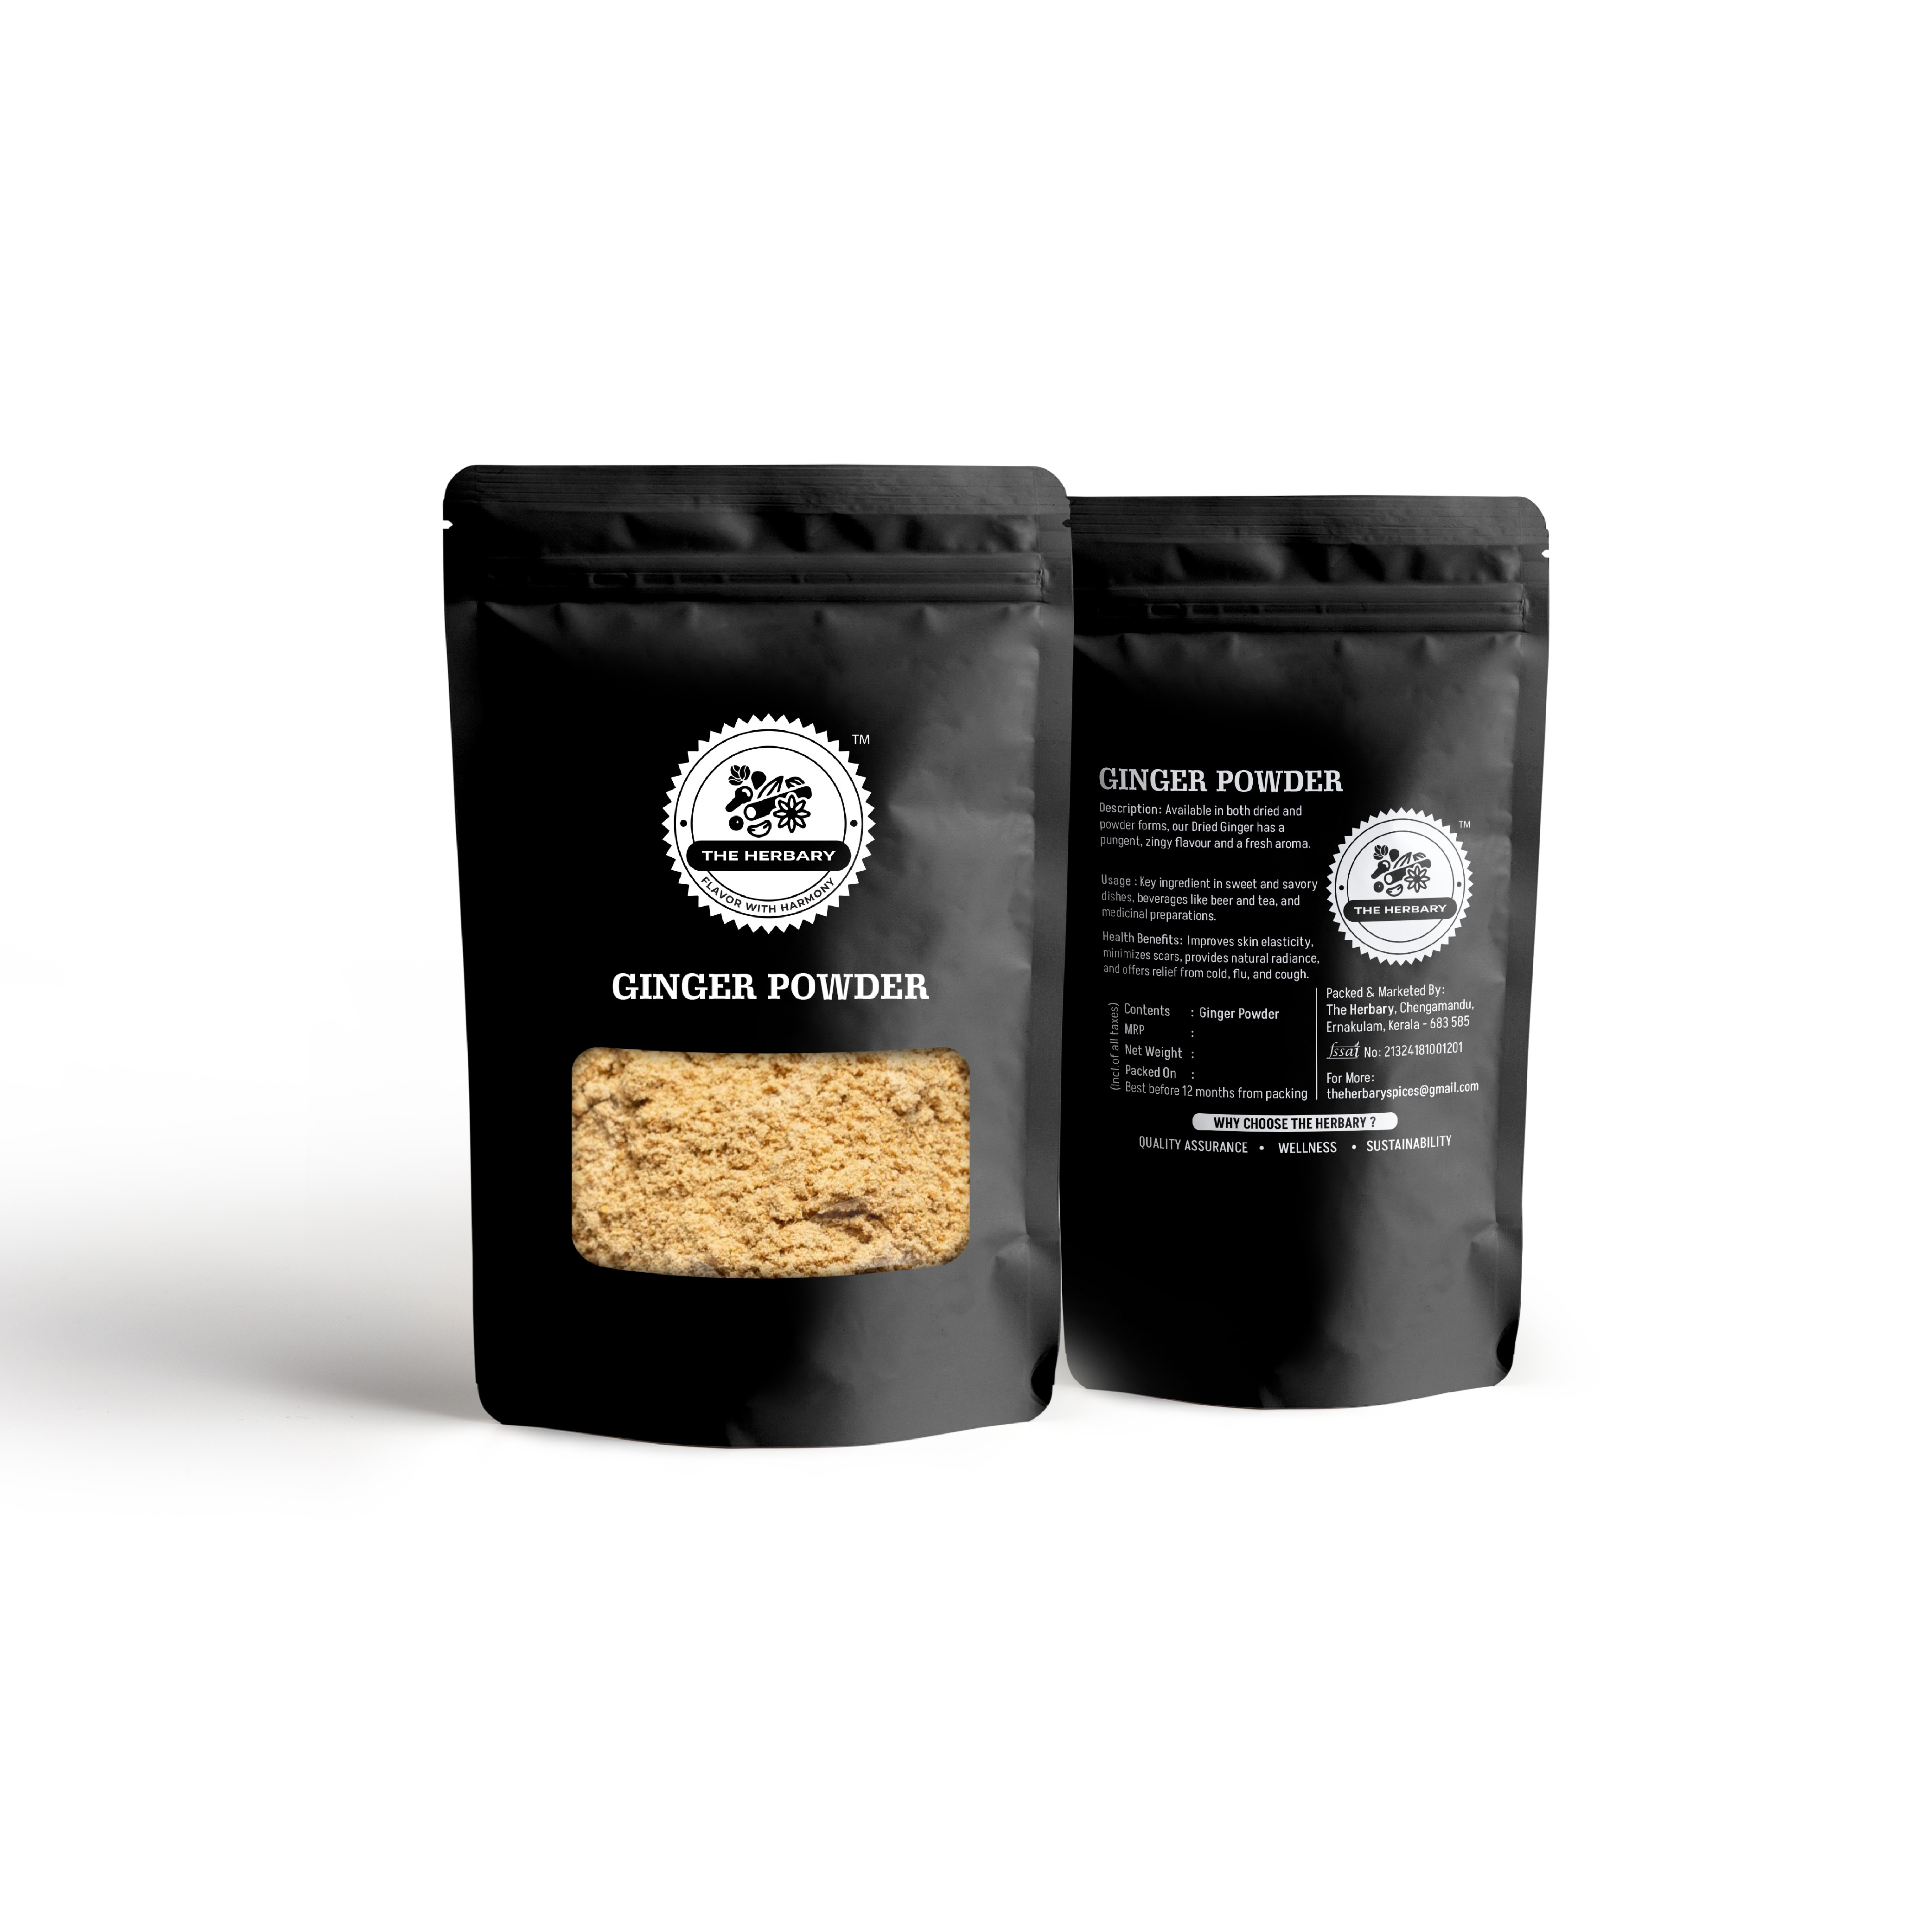 TM
THE HERBARY
FLAVOR WITH HARMONY
GINGER POWDER
GINGER POWDER
Description: Available in both dried and
powder forms, our Dried Ginger has a
pungent, zingy flavour and a fresh aroma.
Usage : Key ingredient in sweet and savory
dishes, beverages like beer and tea, and
medicinal preparations.
Health Benefits: Improves skin elasticity,
minimizes scars, provides natural radiance,
and offers relief from cold, flu, and cough.
TM
THE HERBARY
(Incl.of all taxes)
Contents : Ginger Powder
MRP :
Net Weight :
Packed On :
Best before 12 months from packing
Packed & Marketed By:
The Herbary, Chengamandu,
Ernakulam, Kerala - 683 585
fssai No: 21324181001201
For More:
theherbaryspices@gmail.com
WHY CHOOSE THE HERBARY ?
QUALITY ASSURANCE • WELLNESS • SUSTAINABILITY